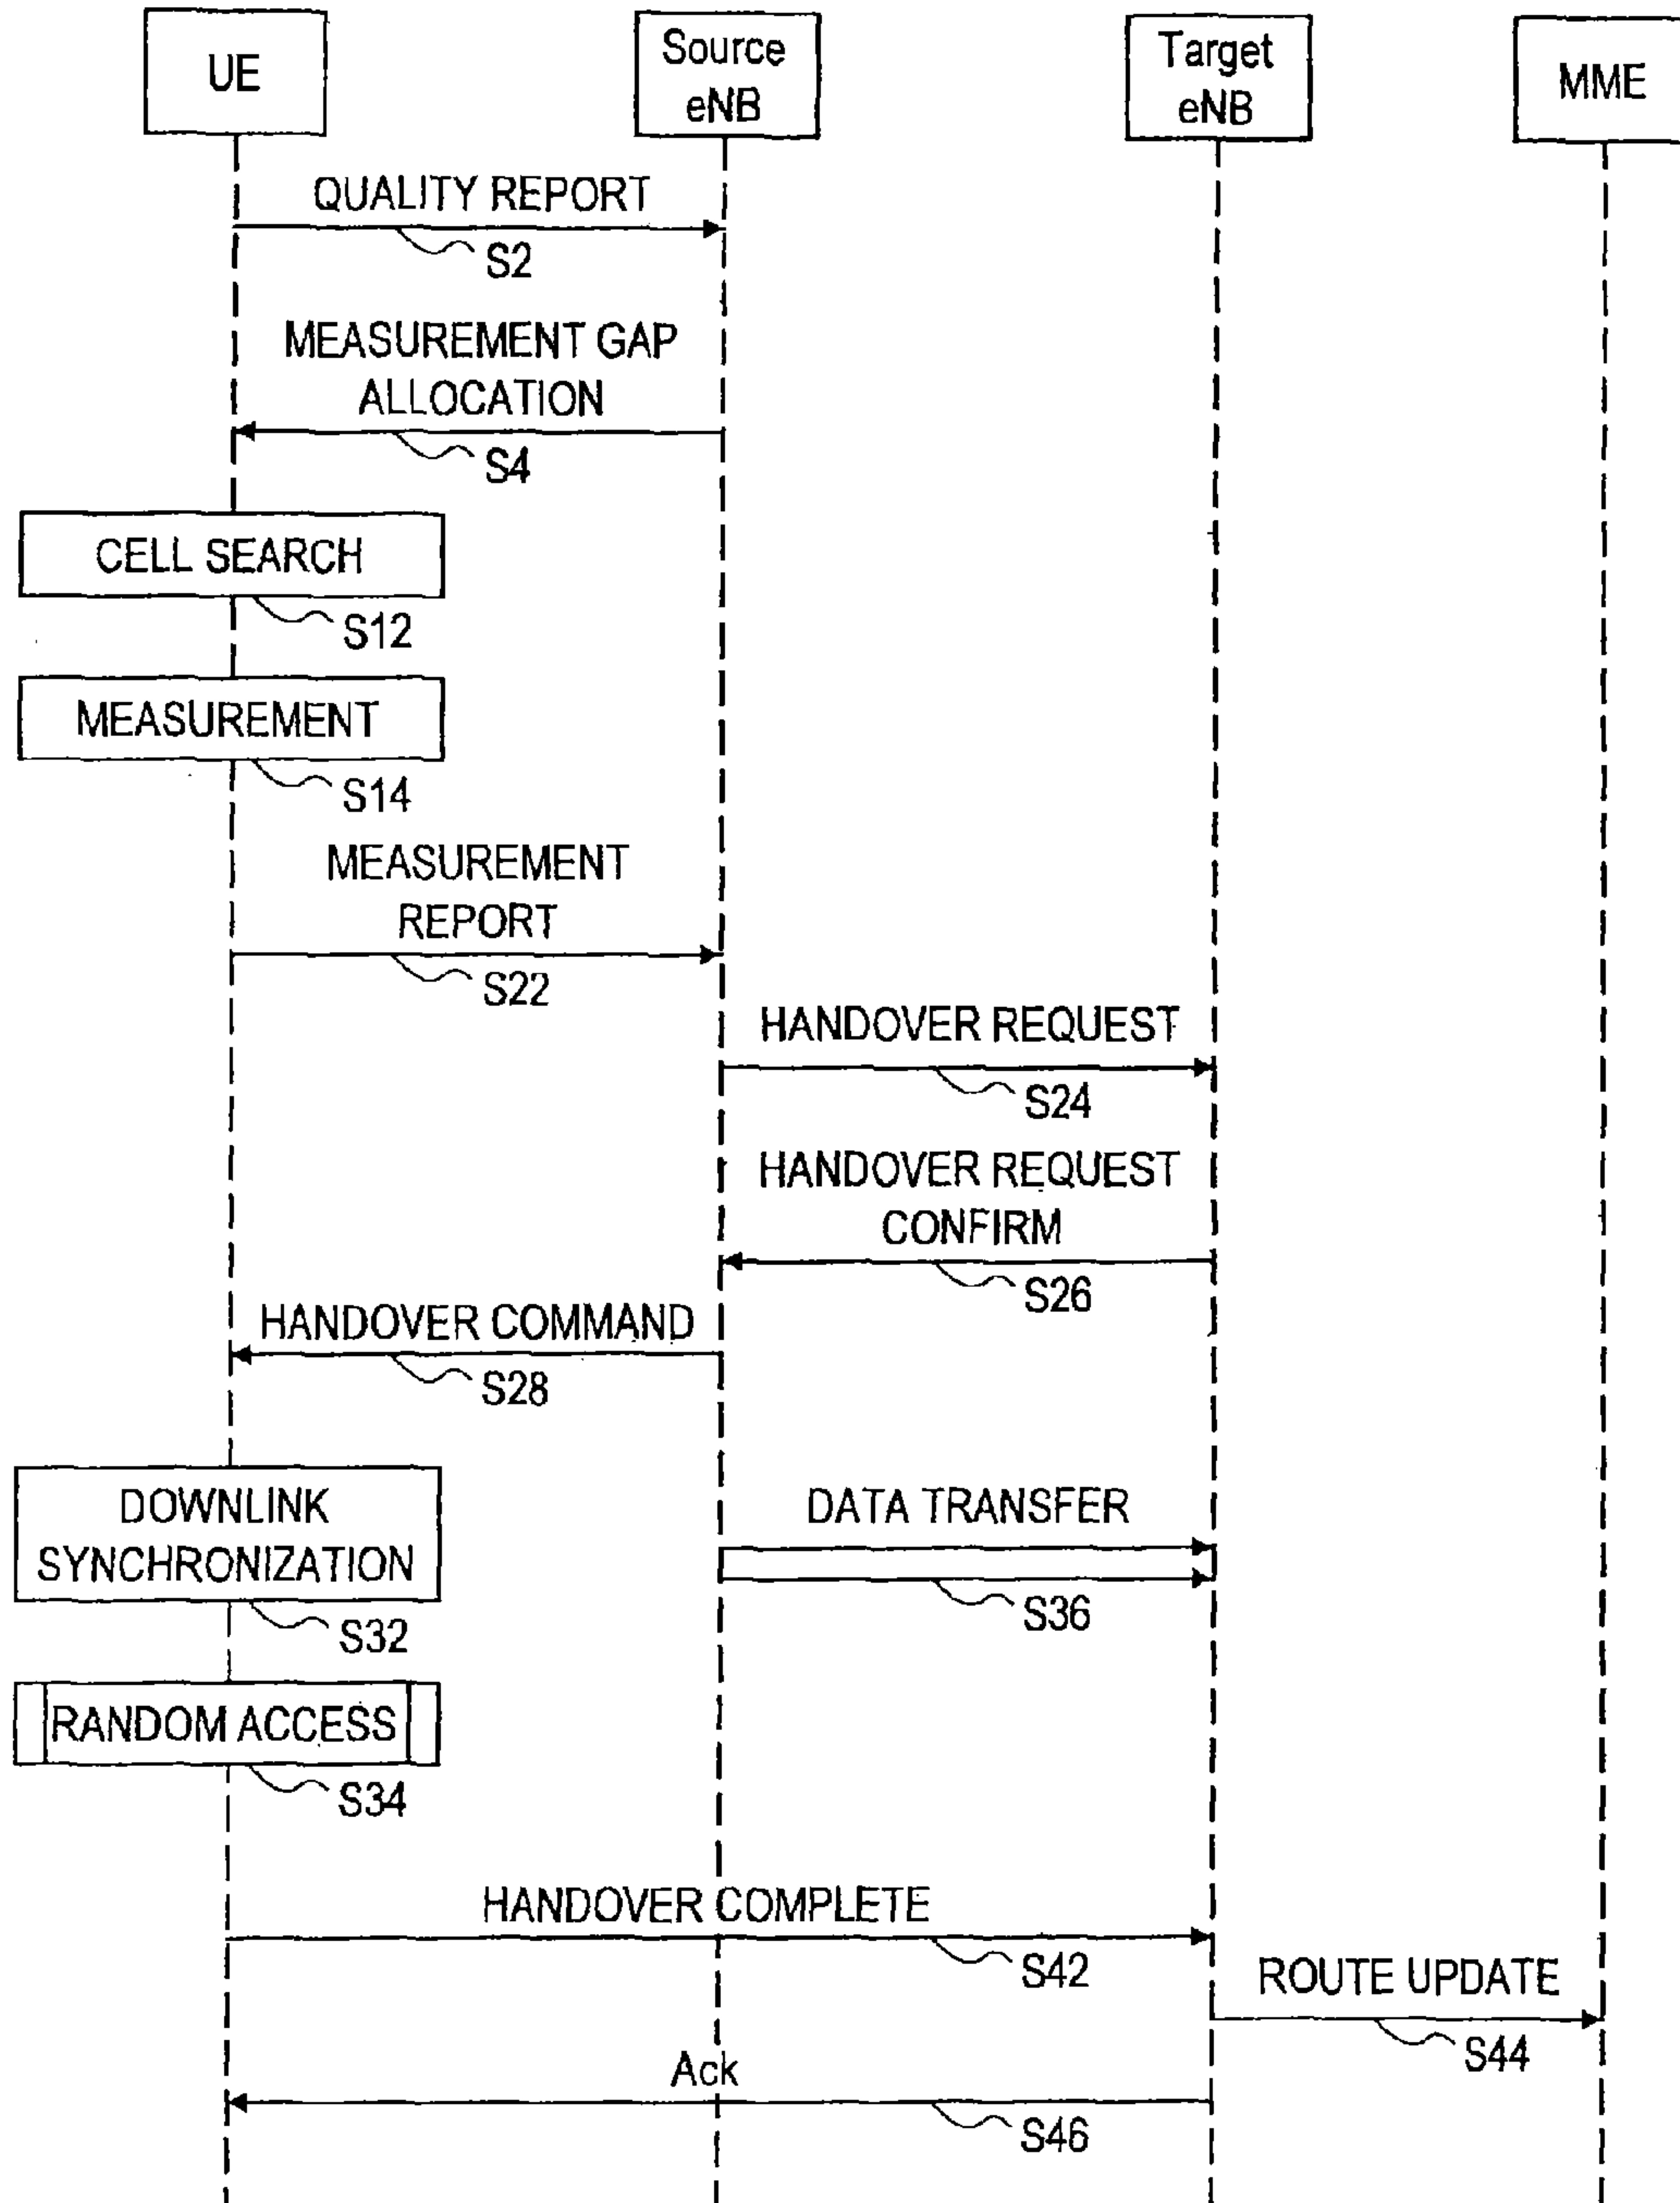 UE
Source
eNB
Target
eNB
MME
QUALITY REPORT
S2
MEASUREMENT GAP
ALLOCATION
S4
CELL SEARCH
S12
MEASUREMENT
S14
MEASUREMENT
REPORT
S22
HANDOVER REQUEST
S24
HANDOVER REQUEST
CONFIRM
S26
HANDOVER COMMAND
S28
DOWNLINK
SYNCHRONIZATION
S32
DATA TRANSFER
S36
RANDOM ACCESS
S34
HANDOVER COMPLETE
S42
ROUTE UPDATE
S44
Ack
S46